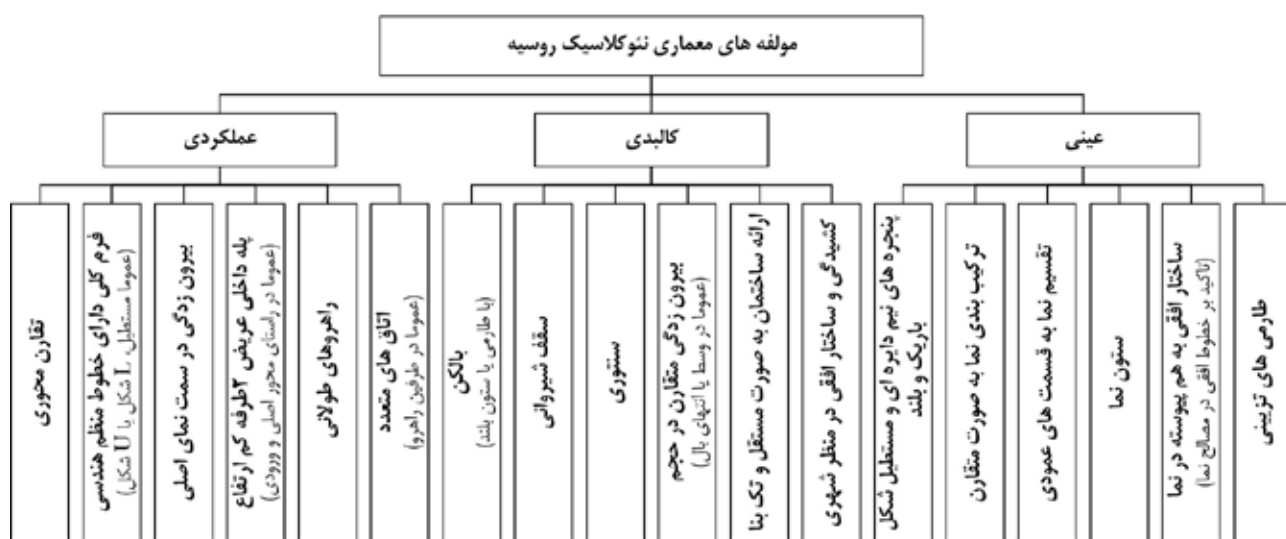 مولفه های معماری نئوکلاسیک روسیه
عینی
کالبدی
عملکردی
طارمی های تزیینی
ساختار افقی به هم پیوسته در نما
(تاکید بر خطوط افقی در مصالح نما)
ستون نما
تقسیم نما به قسمت های عمودی
ترکیب بندی نما به صورت متقارن
پنجره های نیم دایره ای و مستطیل شکل
باریک و بلند
کشیدگی و ساختار افقی در منظر شهری
ارائه ساختمان به صورت مستقل و تک بنا
بیرون زدگی متقارن در حجم
(عموما در وسط یا انتهای بال)
سنتوری
سقف شیروانی
بالکن
(با طارمی یا ستون بلند)
اتاق های متعدد
(عموما در طرفین راهرو)
راهروهای طولانی
پله داخلی عریض ۲طرفه کم ارتفاع
(عموما در راستای محور اصلی و ورودی)
بیرون زدگی در سمت نمای اصلی
فرم کلی دارای خطوط منظم هندسی
(عموما مستطیل، L شکل یا U شکل)
تقارن محوری